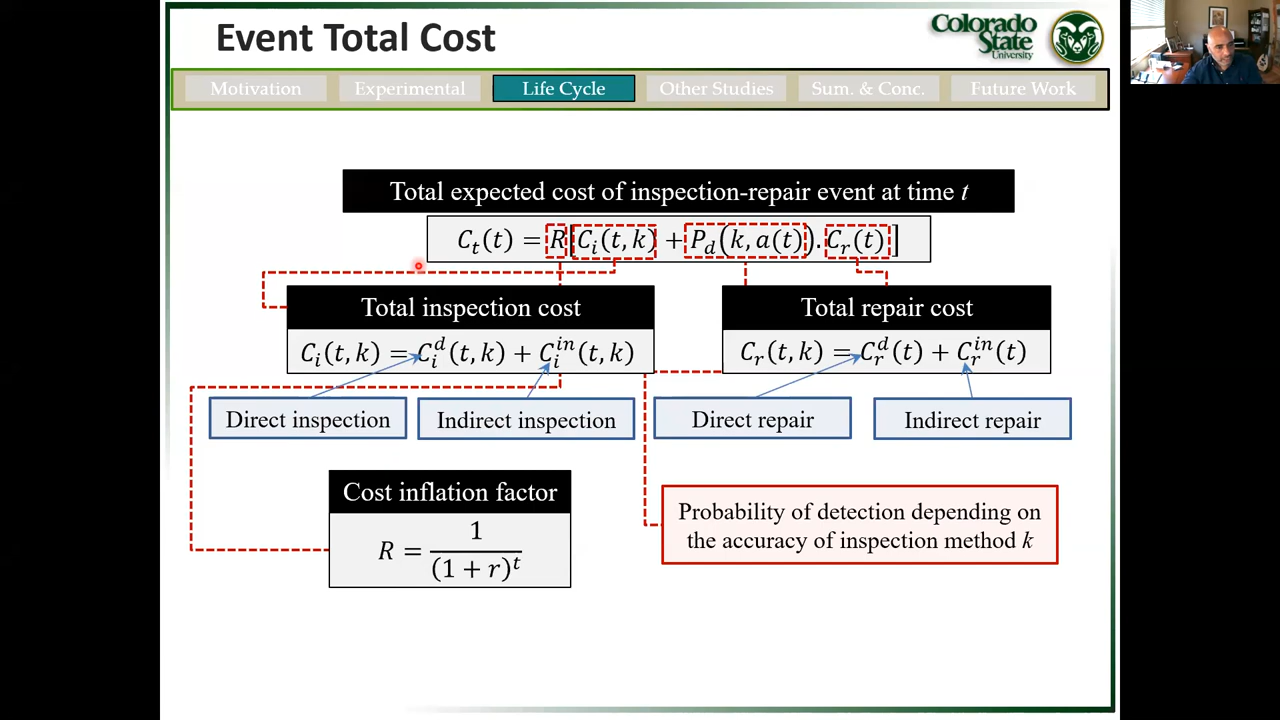 Event Total Cost
Colorado
State
University
Motivation
Experimental
Life Cycle
Other Studies
Sum. & Conc.
Future Work
Total expected cost of inspection-repair event at time t
C_t(t) = R[C_i(t, k) + P_d(k, a(t)).C_r(t)]
Total inspection cost
C_i(t, k) = C_i^d(t, k) + C_i^{in}(t, k)
Total repair cost
C_r(t, k) = C_r^d(t) + C_r^{in}(t)
Direct inspection
Indirect inspection
Direct repair
Indirect repair
Cost inflation factor
R = 1/(1 + r)^t
Probability of detection depending on
the accuracy of inspection method k